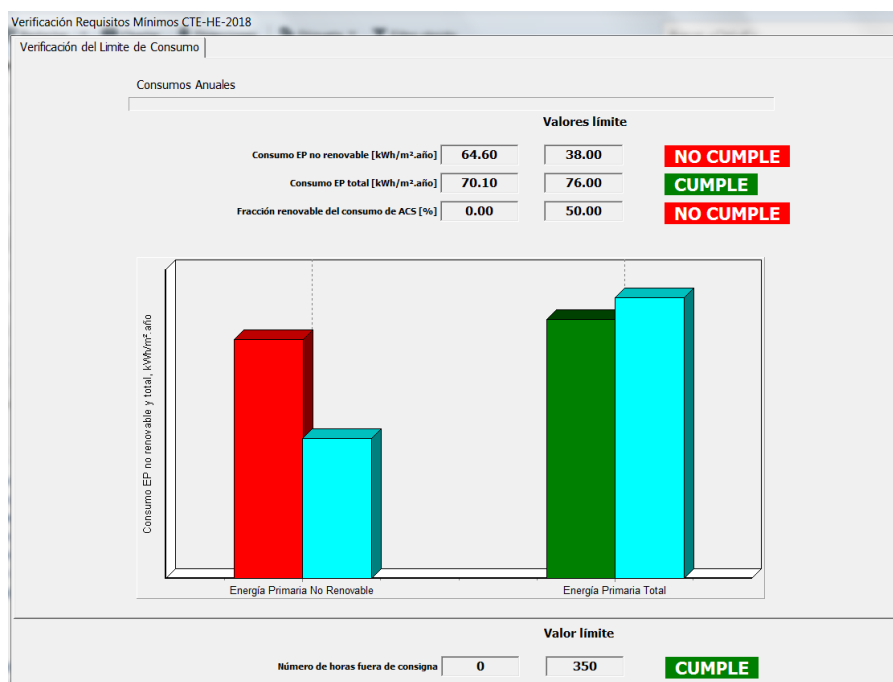 Verificación Requisitos Mínimos CTE-HE-2018
Verificación del Limite de Consumo
Consumos Anuales
Valores límite
Consumo EP no renovable [kWh/m².año] 64.60 38.00 NO CUMPLE
Consumo EP total [kWh/m².año] 70.10 76.00 CUMPLE
Fracción renovable del consumo de ACS [%] 0.00 50.00 NO CUMPLE
Consumo EP no renovable y total, kWh/m².año
Energía Primaria No Renovable Energía Primaria Total
Valor límite
Número de horas fuera de consigna 0 350 CUMPLE